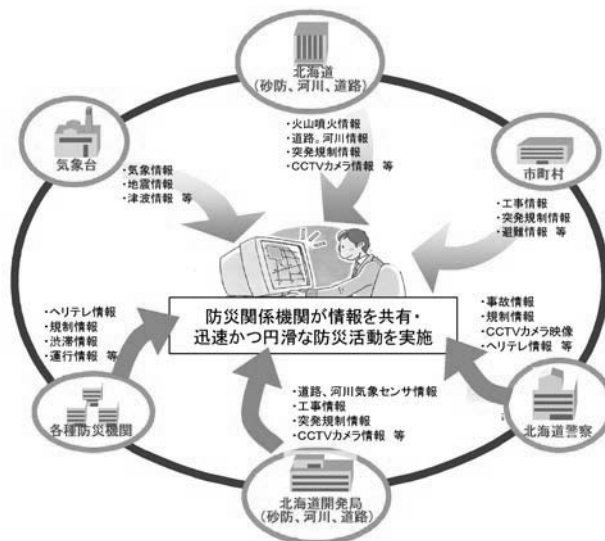 北海道
(砂防、河川、道路)
・火山噴火情報
・道路。河川情報
・突発規制情報
・CCTVカメラ情報 等
気象台
・気象情報
・地震情報
・津波情報 等
市町村
・工事情報
・突発規制情報
・避難情報 等
防災関係機関が情報を共有・
迅速かつ円滑な防災活動を実施
・ヘリテレ情報
・規制情報
・渋滞情報
・運行情報 等
各種防災機関
・事故情報
・規制情報
・CCTVカメラ映像
・ヘリテレ情報 等
北海道警察
・道路、河川気象センサ情報
・工事情報
・突発規制情報
・CCTVカメラ情報 等
北海道開発局
(砂防、河川、道路)